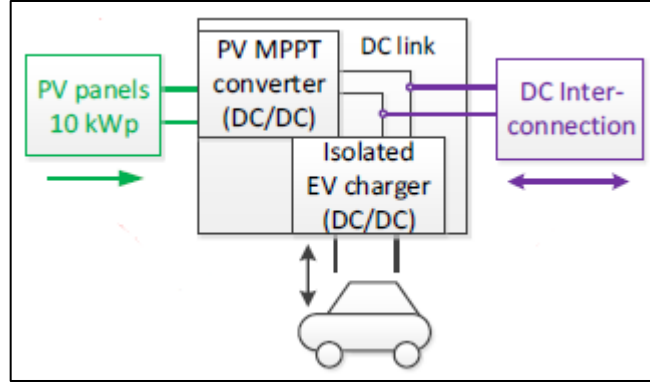 PV panels
10 kWp
PV MPPT
converter
(DC/DC)
DC link
DC Inter-
connection
Isolated
EV charger
(DC/DC)